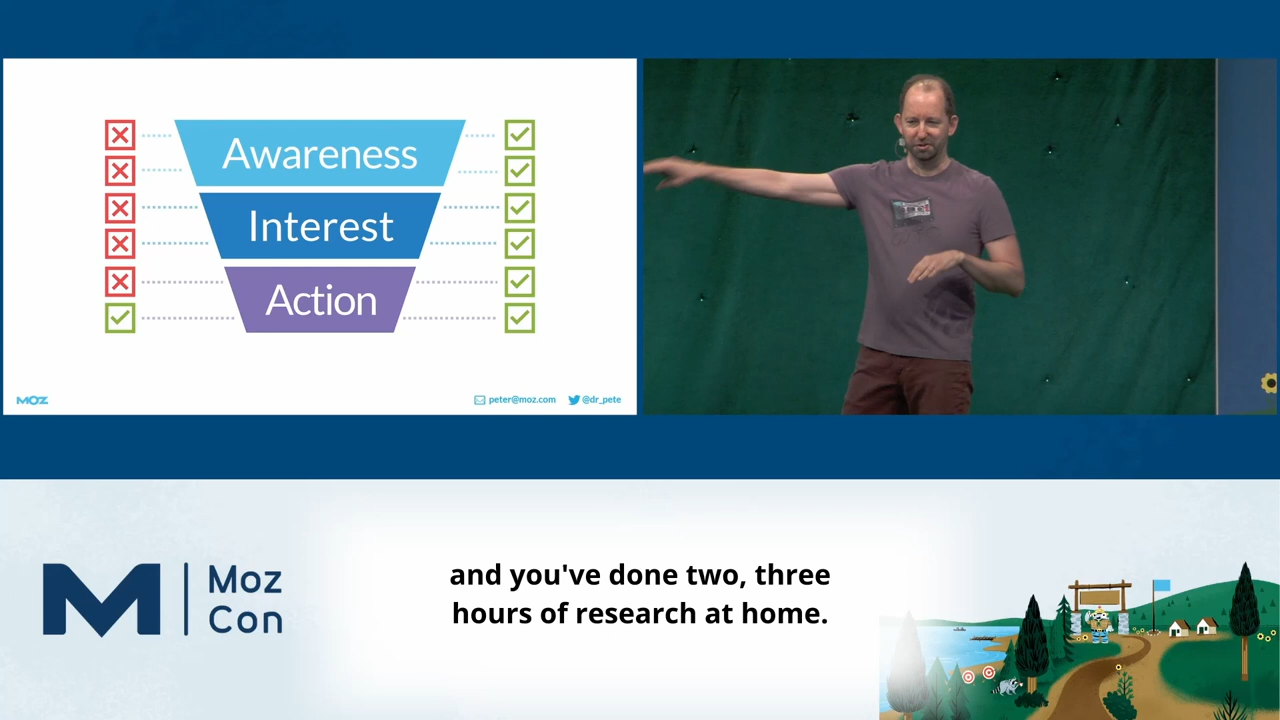 Awareness
Interest
Action
MOZ
peter@moz.com
@dr_pete
Moz
Con
and you've done two, three
hours of research at home.